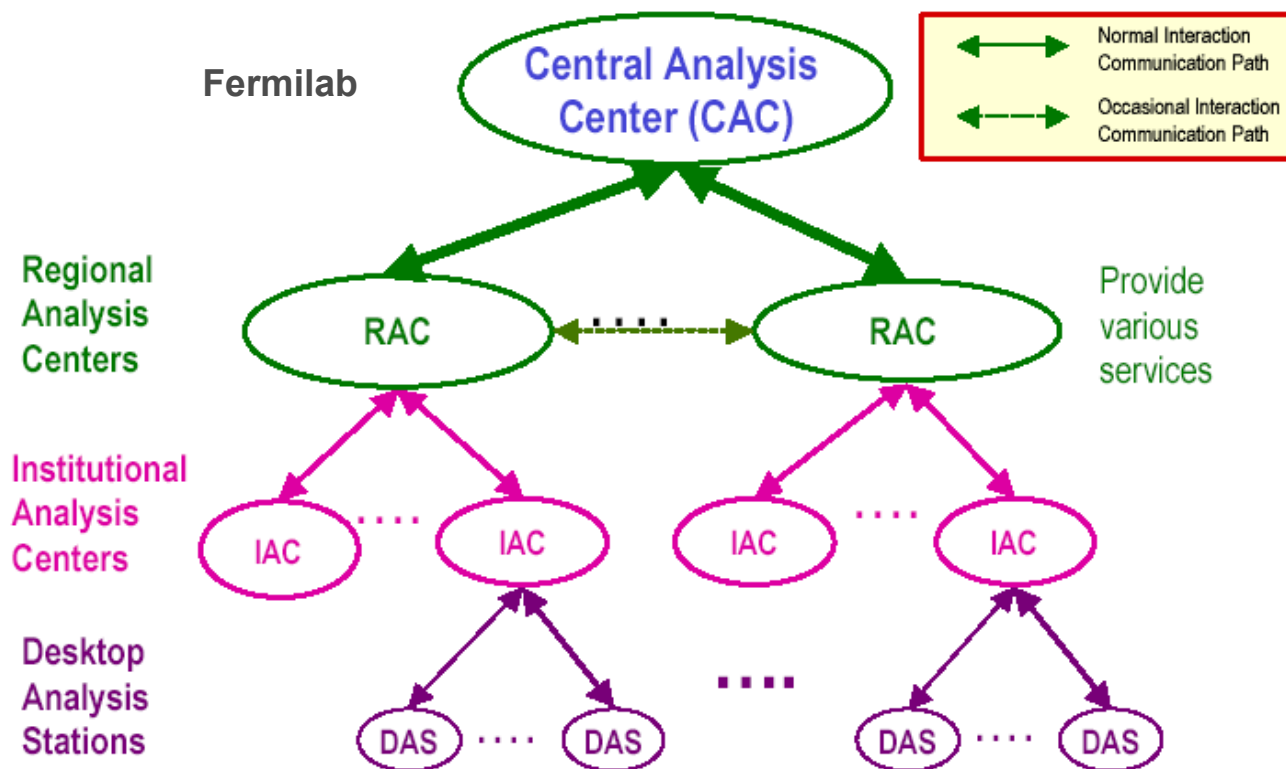 Fermilab
Central Analysis
Center (CAC)
Normal Interaction
Communication Path
Occasional Interaction
Communication Path
Regional
Analysis
Centers
RAC
....
RAC
Provide
various
services
Institutional
Analysis
Centers
IAC
....
IAC
IAC
....
IAC
Desktop
Analysis
Stations
DAS
....
DAS
....
DAS
....
DAS